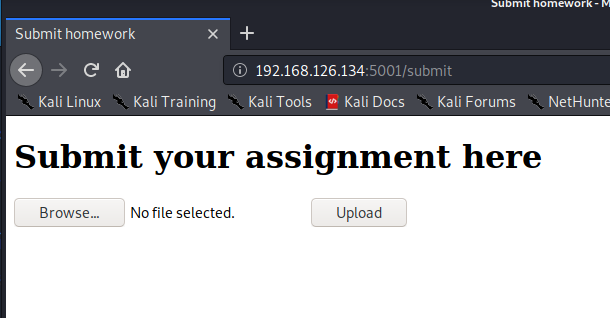 Submit homework - M
Submit homework
192.168.126.134:5001/submit
Kali Linux Kali Training Kali Tools Kali Docs Kali Forums NetHunte
Submit your assignment here
Browse... No file selected. Upload